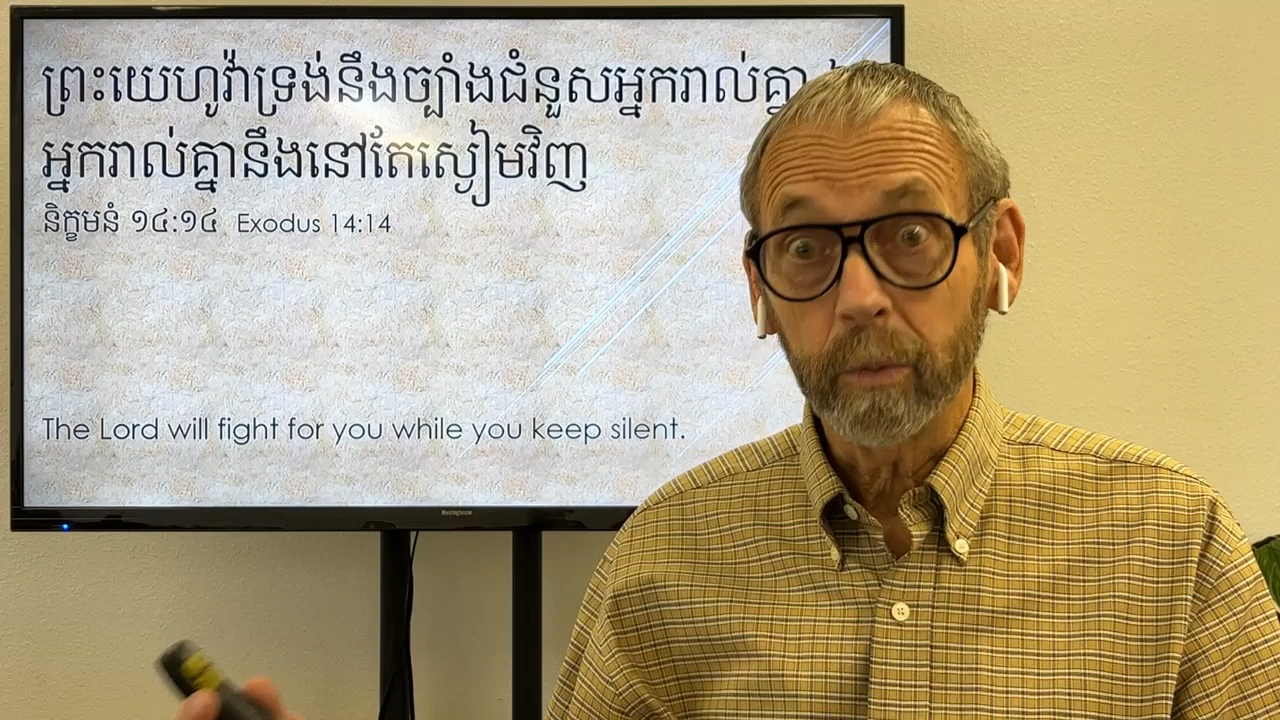 ព្រះយេហូវ៉ាទ្រង់នឹងច្បាំងជំនួសអ្នករាល់គ្នា
អ្នករាល់គ្នានឹងនៅតែស្ងៀមវិញ
និក្ខមនំ ១៤:១៤ Exodus 14:14
The Lord will fight for you while you keep silent.
Westinghouse